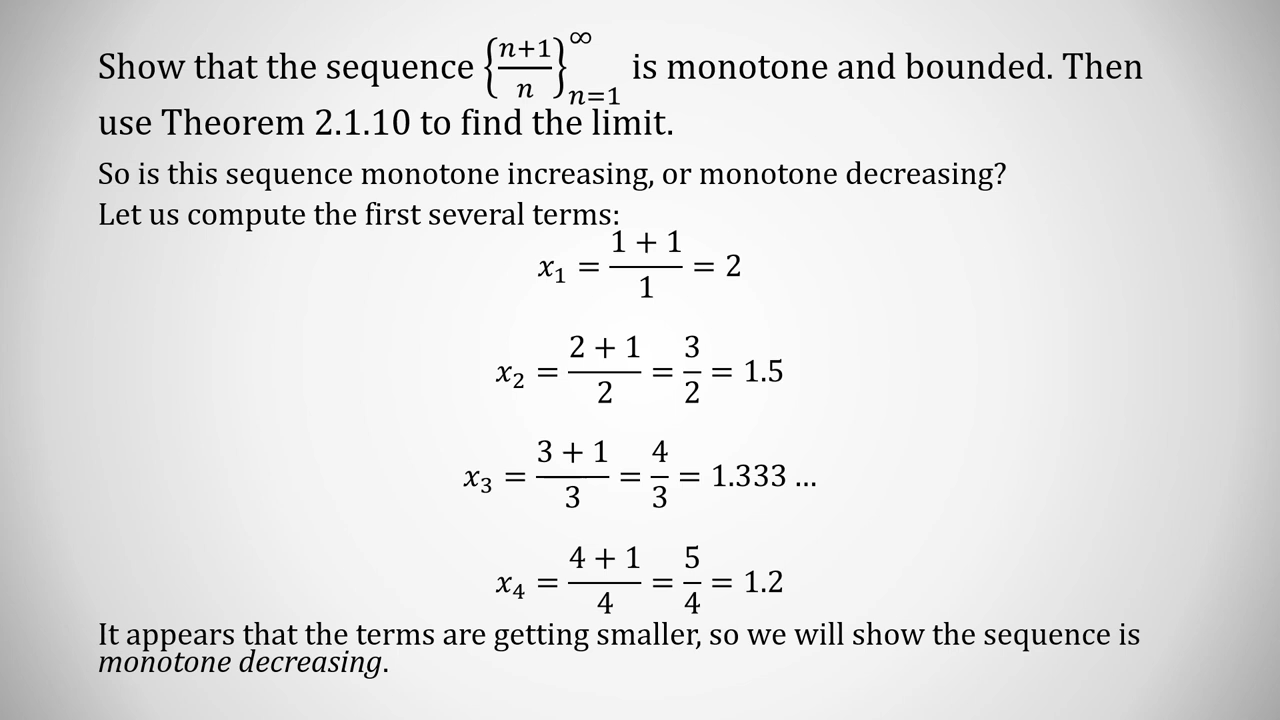 Show that the sequence {n+1/n}∞n=1 is monotone and bounded. Then
use Theorem 2.1.10 to find the limit.
So is this sequence monotone increasing, or monotone decreasing?
Let us compute the first several terms:
x₁ = (1 + 1)/1 = 2
x₂ = (2 + 1)/2 = 3/2 = 1.5
x₃ = (3 + 1)/3 = 4/3 = 1.333 ...
x₄ = (4 + 1)/4 = 5/4 = 1.2
It appears that the terms are getting smaller, so we will show the sequence is
monotone decreasing.